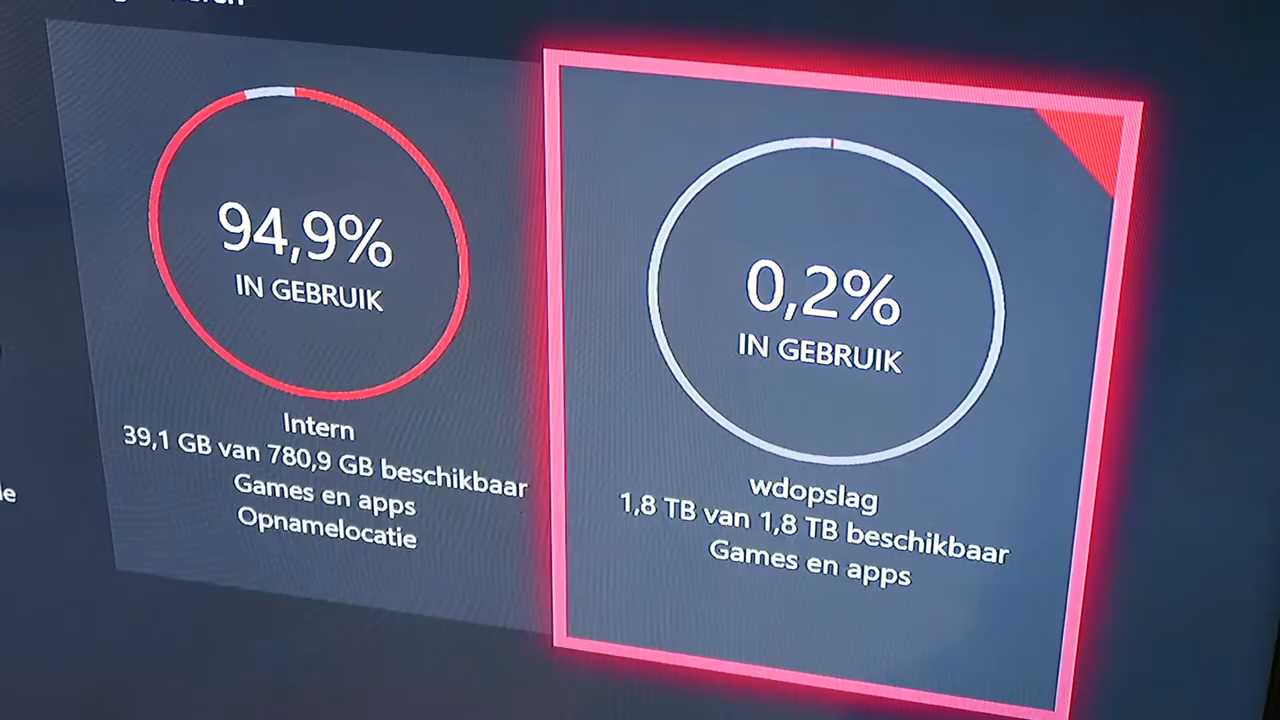 94,9%
IN GEBRUIK
Intern
39,1 GB van 780,9 GB beschikbaar
Games en apps
Opnamelocatie
0,2%
IN GEBRUIK
wdopslag
1,8 TB van 1,8 TB beschikbaar
Games en apps